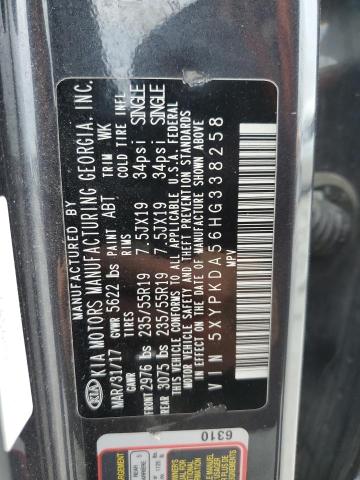 KIA MOTORS MANUFACTURING GEORGIA, INC.
MANUFACTURED BY
MAR/31/17 GVWR 5622 lbs PAINT ABT TRIM WK
GAWR TIRES RIMS COLD TIRE INFL
FRONT 2976 lbs 235/55R19 7.5JX19 34psi SINGLE
REAR 3075 lbs 235/55R19 7.5JX19 34psi SINGLE
THIS VEHICLE CONFORMS TO ALL APPLICABLE U.S.A. FEDERAL
MOTOR VEHICLE SAFETY AND THEFT PREVENTION STANDARDS
IN EFFECT ON THE DATE OF MANUFACTURE SHOWN ABOVE.
VIN 5XYPKDA56HG338258
MPV
KIA
6310
REAR